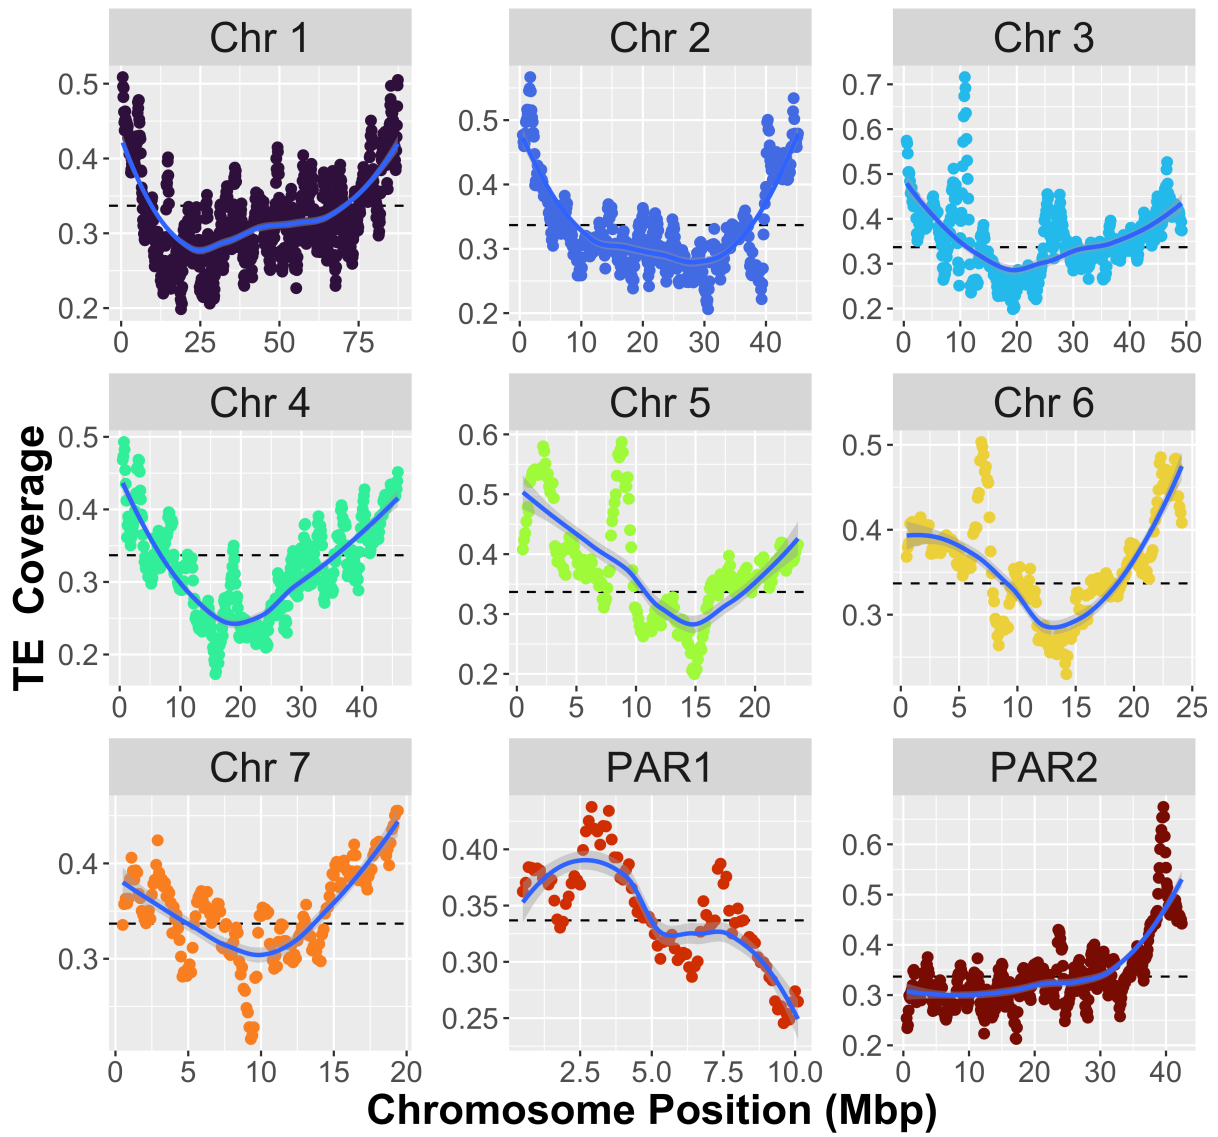 Chr 1 Chr 2 Chr 3
0.5 0.4 0.3 0.2
0 25 50 75
0.5 0.4 0.3 0.2
0 10 20 30 40
0.7 0.6 0.5 0.4 0.3 0.2
0 10 20 30 40 50
Chr 4 Chr 5 Chr 6
0.5 0.4 0.3 0.2
0 10 20 30 40
0.6 0.5 0.4 0.3 0.2
0 5 10 15 20
0.5 0.4 0.3
0 5 10 15 20 25
Chr 7 PAR1 PAR2
0.4 0.3
0 5 10 15 20
0.40 0.35 0.30 0.25
2.5 5.0 7.5 10.0
0.6 0.5 0.4 0.3 0.2
0 10 20 30 40
TE Coverage
Chromosome Position (Mbp)